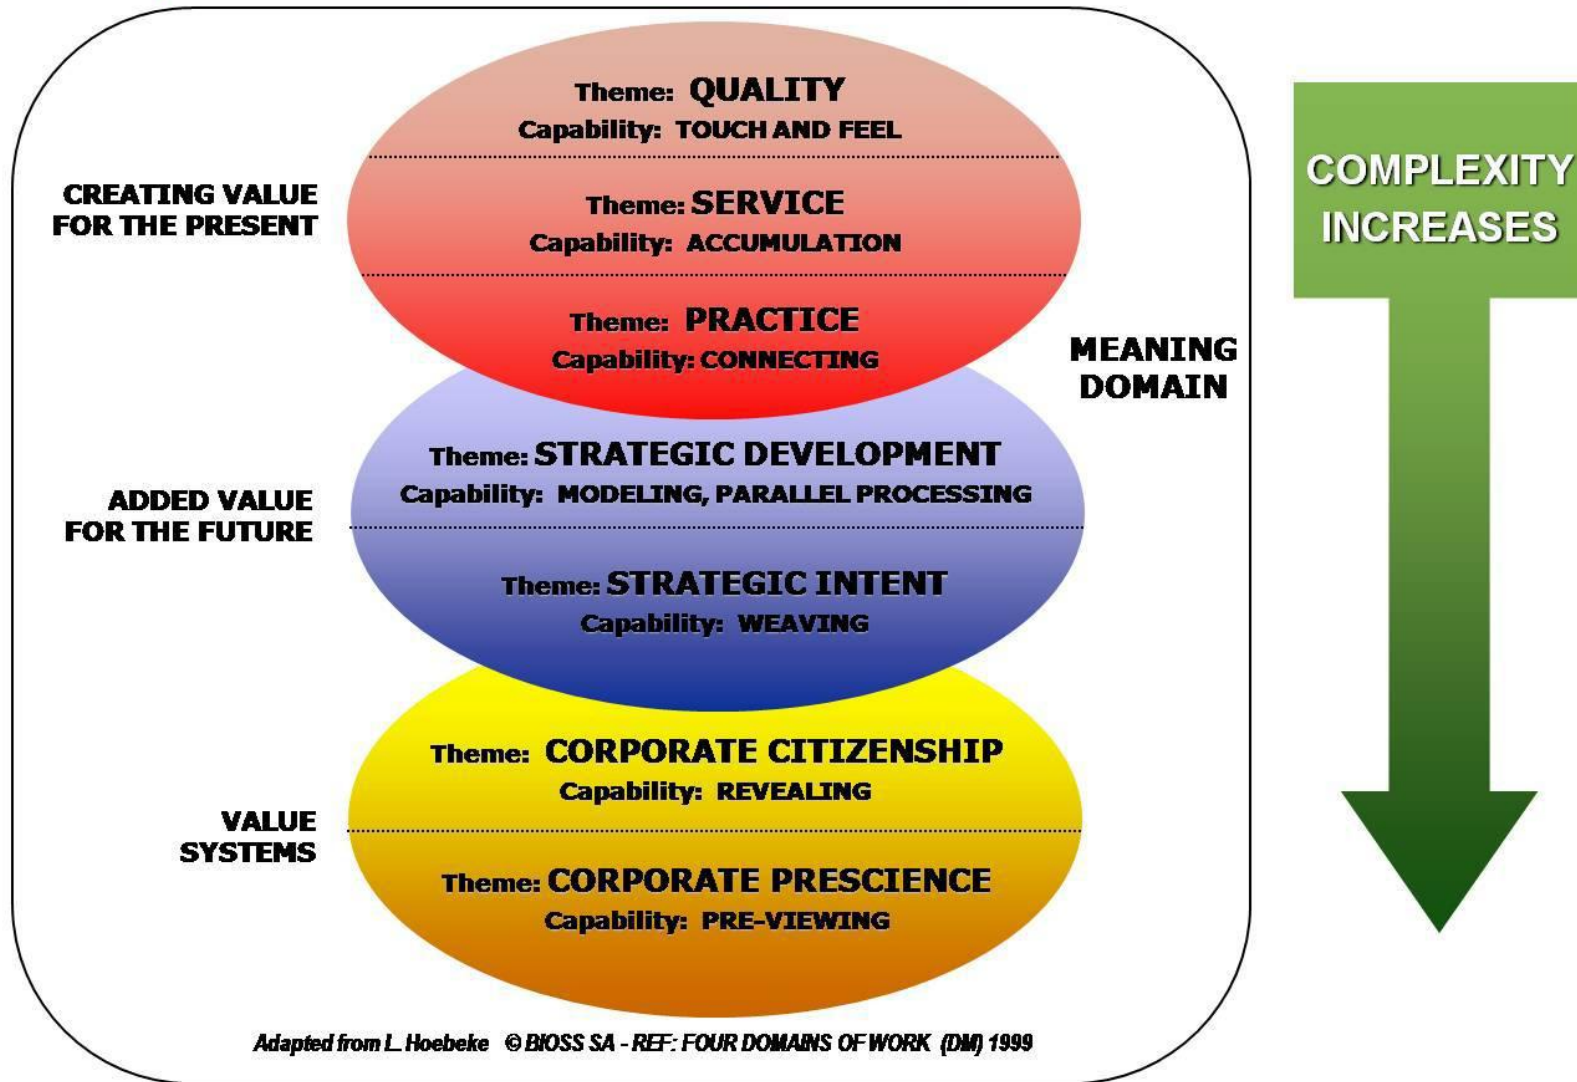 Theme: QUALITY
Capability: TOUCH AND FEEL
CREATING VALUE
FOR THE PRESENT
Theme: SERVICE
Capability: ACCUMULATION
Theme: PRACTICE
Capability: CONNECTING
MEANING
DOMAIN
Theme: STRATEGIC DEVELOPMENT
Capability: MODELING, PARALLEL PROCESSING
ADDED VALUE
FOR THE FUTURE
Theme: STRATEGIC INTENT
Capability: WEAVING
Theme: CORPORATE CITIZENSHIP
Capability: REVEALING
VALUE
SYSTEMS
Theme: CORPORATE PRESCIENCE
Capability: PRE-VIEWING
Adapted from L. Hoebeke © BIOSS SA - REF: FOUR DOMAINS OF WORK (DM) 1999
COMPLEXITY
INCREASES